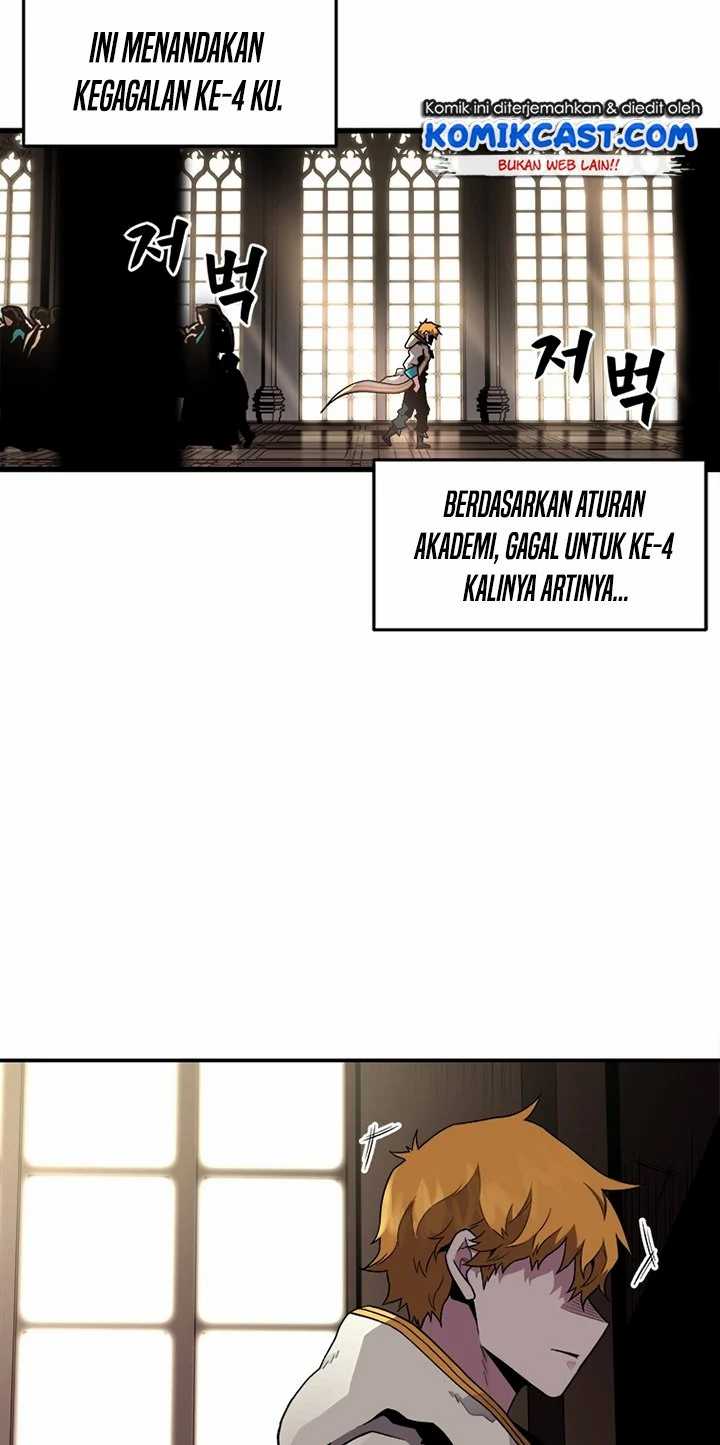 INI MENANDAKAN
KEGAGALAN KE-4 KU.
Komik ini diterjemahkan & diedit oleh
KOMIKCAST.COM
BUKAN WEB LAIN!!
저벅
저벅
BERDASARKAN ATURAN
AKADEMI, GAGAL UNTUK KE-4
KALINYA ARTINYA...